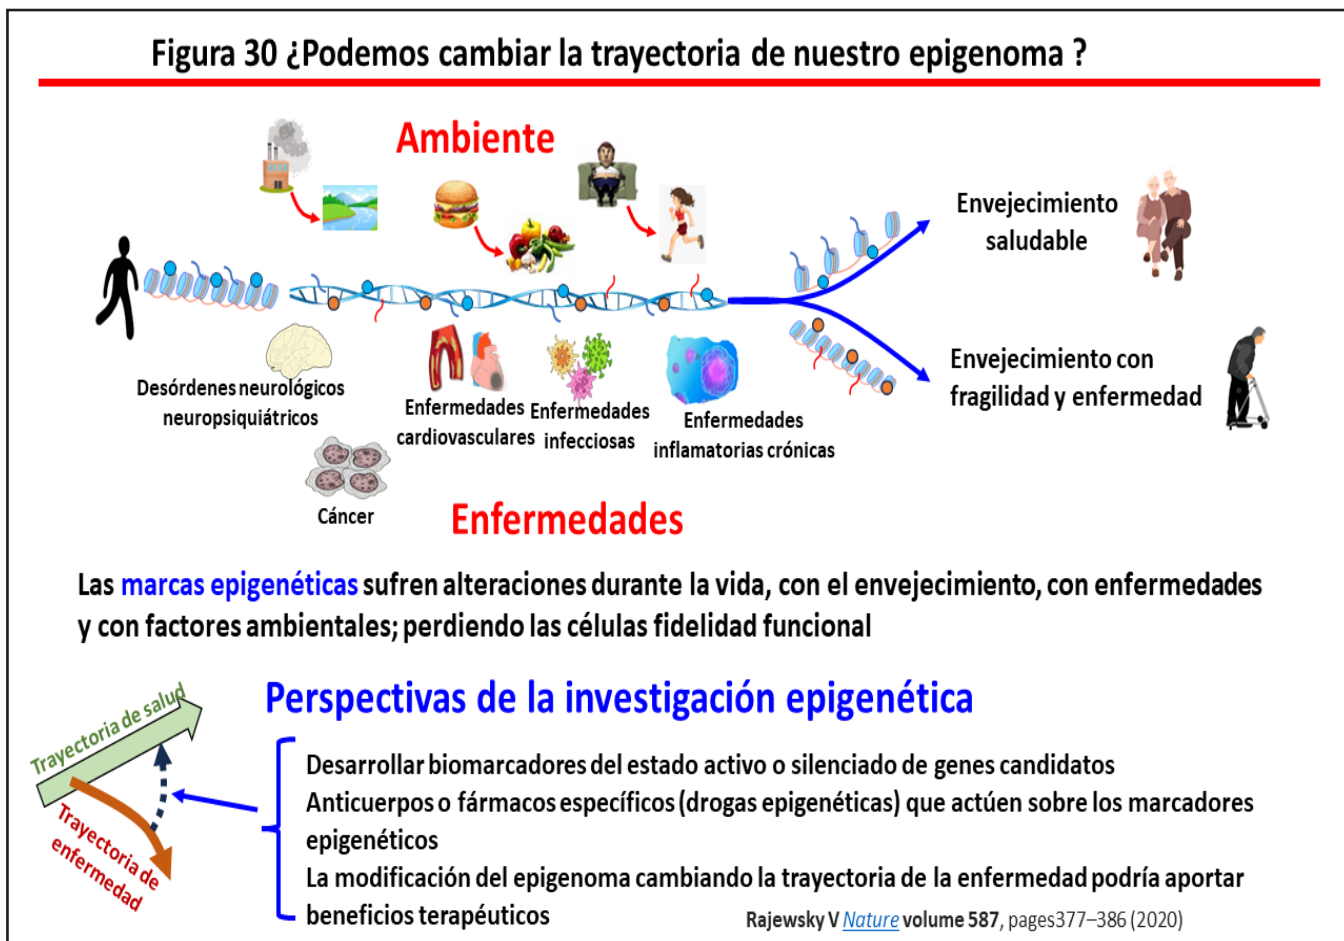 Figura 30 ¿Podemos cambiar la trayectoria de nuestro epigenoma ?
Ambiente
Envejecimiento
saludable
Envejecimiento con
fragilidad y enfermedad
Desórdenes neurológicos
neuropsiquiátricos
Enfermedades
cardiovasculares
Enfermedades
infecciosas
Enfermedades
inflamatorias crónicas
Cáncer
Enfermedades
Las marcas epigenéticas sufren alteraciones durante la vida, con el envejecimiento, con enfermedades
y con factores ambientales; perdiendo las células fidelidad funcional
Perspectivas de la investigación epigenética
Trayectoria de salud
Trayectoria de
enfermedad
Desarrollar biomarcadores del estado activo o silenciado de genes candidatos
Anticuerpos o fármacos específicos (drogas epigenéticas) que actúen sobre los marcadores
epigenéticos
La modificación del epigenoma cambiando la trayectoria de la enfermedad podría aportar
beneficios terapéuticos
Rajewsky V Nature volume 587, pages377–386 (2020)